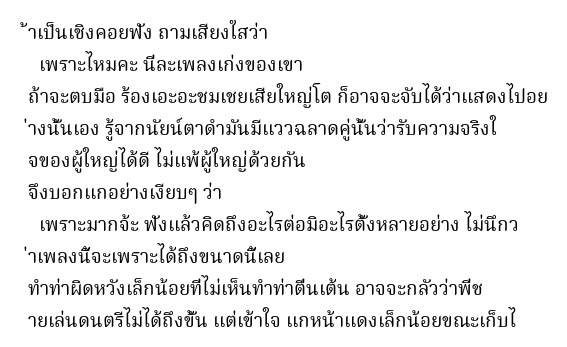 ้าเป็นเชิงคอยฟัง ถามเสียงใสว่า
เพราะไหมคะ นี่ละเพลงเก่งของเขา
ถ้าจะตบมือ ร้องเอะอะชมเชยเสียใหญ่โต ก็อาจจะจับได้ว่าแสดงไปอย
่างนั้นเอง รู้จากนัยน์ตาดำมันมีแววฉลาดคู่นั้นว่ารับความจริงใ
จของผู้ใหญ่ได้ดี ไม่แพ้ผู้ใหญ่ด้วยกัน
จึงบอกแกอย่างเงียบๆ ว่า
เพราะมากจ้ะ ฟังแล้วคิดถึงอะไรต่อมิอะไรตั้งหลายอย่าง ไม่นึกว
่าเพลงนี้จะเพราะได้ถึงขนาดนี้เลย
ทำท่าผิดหวังเล็กน้อยที่ไม่เห็นทำท่าตื่นเต้น อาจจะกลัวว่าพี่ช
ายเล่นดนตรีไม่ได้ถึงขั้น แต่เข้าใจ แกหน้าแดงเล็กน้อยขณะเก็บไ